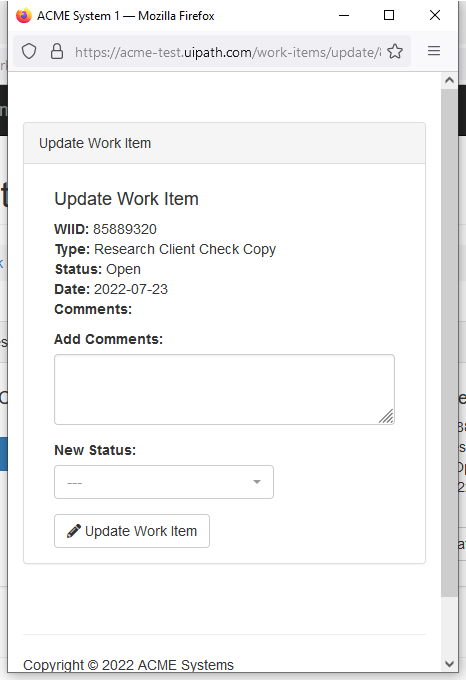 ACME System 1 — Mozilla Firefox
https://acme-test.uipath.com/work-items/update/
Update Work Item
Update Work Item
WIID: 85889320
Type: Research Client Check Copy
Status: Open
Date: 2022-07-23
Comments:
Add Comments:
New Status:
---
Update Work Item
Copyright © 2022 ACME Systems